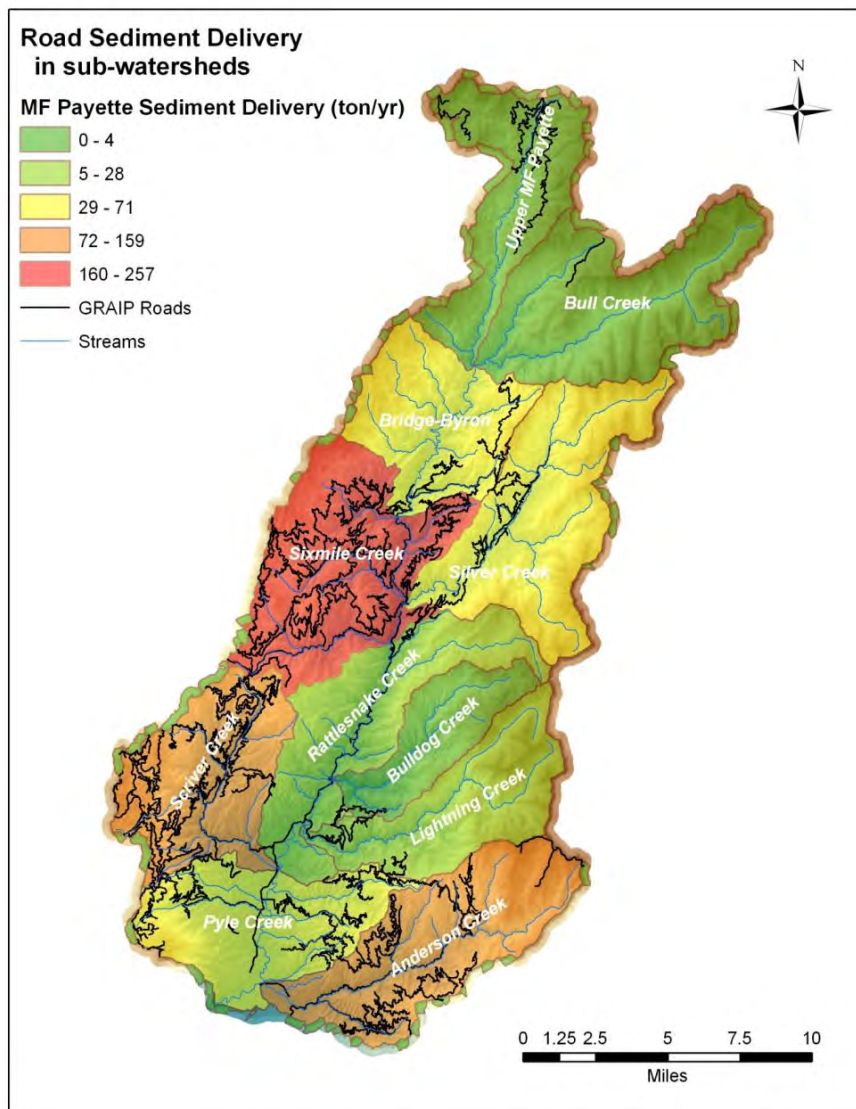 Road Sediment Delivery
in sub-watersheds
MF Payette Sediment Delivery (ton/yr)
0 - 4
5 - 28
29 - 71
72 - 159
160 - 257
GRAIP Roads
Streams
N
Upper MF Payette
Bull Creek
Bridge-Byron
Sixmile Creek
Silver Creek
Rattlesnake Creek
Bulldog Creek
Scriver Creek
Lightning Creek
Pyle Creek
Anderson Creek
0 1.25 2.5 5 7.5 10
Miles